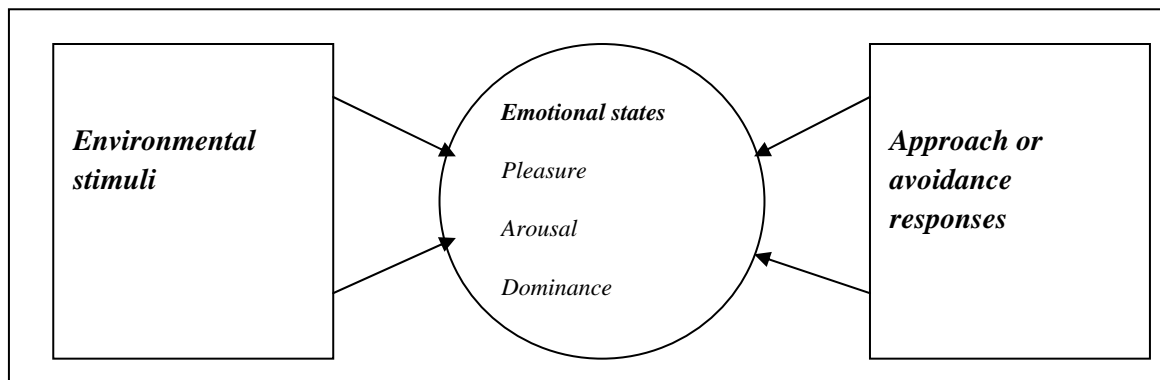 Environmental
stimuli
Emotional states
Pleasure
Arousal
Dominance
Approach or
avoidance
responses